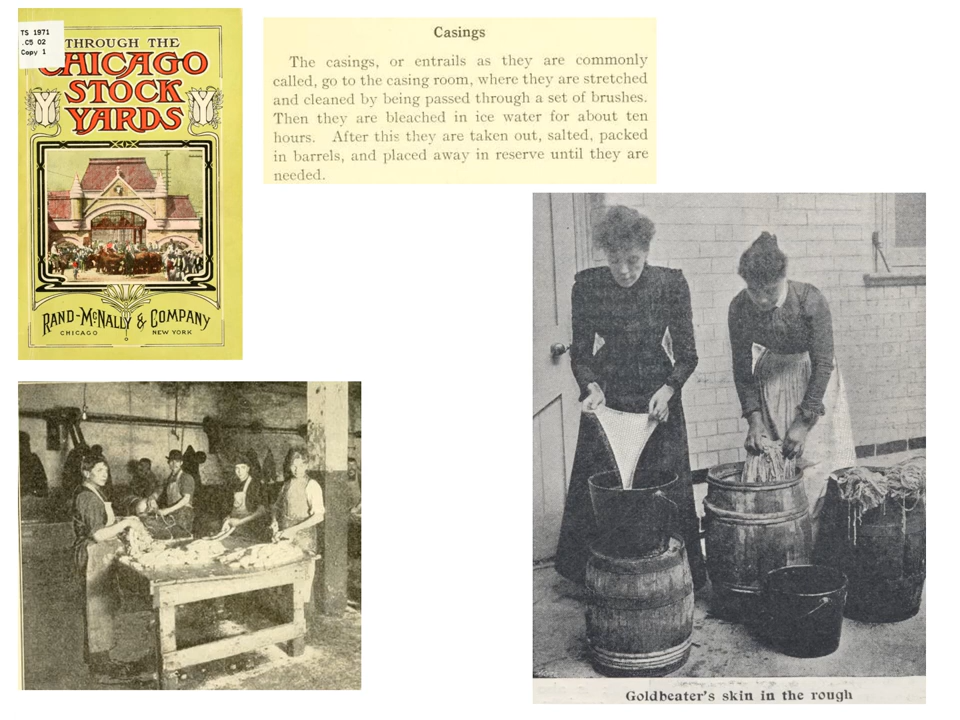 TS 1971
.C5 O2
Copy 1
THROUGH THE
CHICAGO
STOCK
YARDS
RAND-McNALLY & COMPANY
CHICAGO NEW YORK
Casings
The casings, or entrails as they are commonly
called, go to the casing room, where they are stretched
and cleaned by being passed through a set of brushes.
Then they are bleached in ice water for about ten
hours. After this they are taken out, salted, packed
in barrels, and placed away in reserve until they are
needed.
Goldbeater's skin in the rough